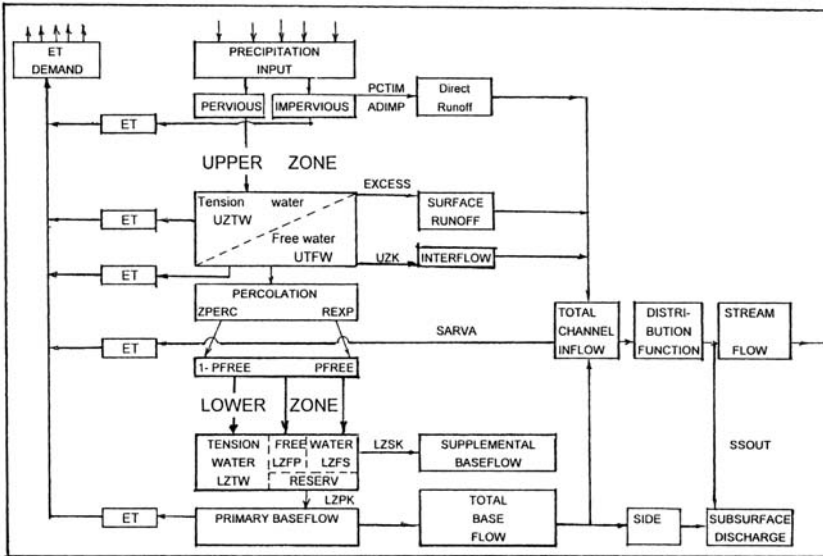 ET
DEMAND
PRECIPITATION
INPUT
PERVIOUS
IMPERVIOUS
PCTIM
ADIMP
Direct
Runoff
ET
UPPER ZONE
Tension water
UZTW
Free water
UTFW
EXCESS
SURFACE
RUNOFF
ET
UZK
INTERFLOW
ET
PERCOLATION
ZPERC REXP
SARVA
TOTAL
CHANNEL
INFLOW
DISTRI-
BUTION
FUNCTION
STREAM
FLOW
ET
1- PFREE PFREE
LOWER ZONE
TENSION
WATER
LZTW
FREE WATER
LZFP LZFS
RESERV
LZSK
SUPPLEMENTAL
BASEFLOW
SSOUT
LZPK
ET
PRIMARY BASEFLOW
TOTAL
BASE
FLOW
SIDE
SUBSURFACE
DISCHARGE